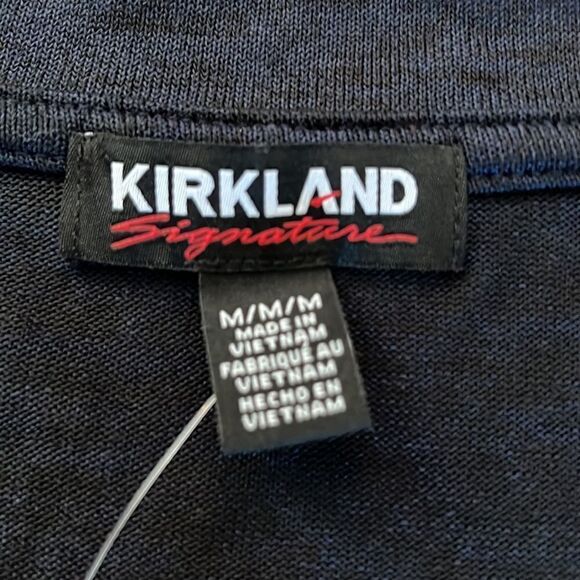 KIRKLAND
Signature
M/M/M
MADE IN
VIETNAM
FABRIQUÉ AU
VIETNAM
HECHO EN
VIETNAM